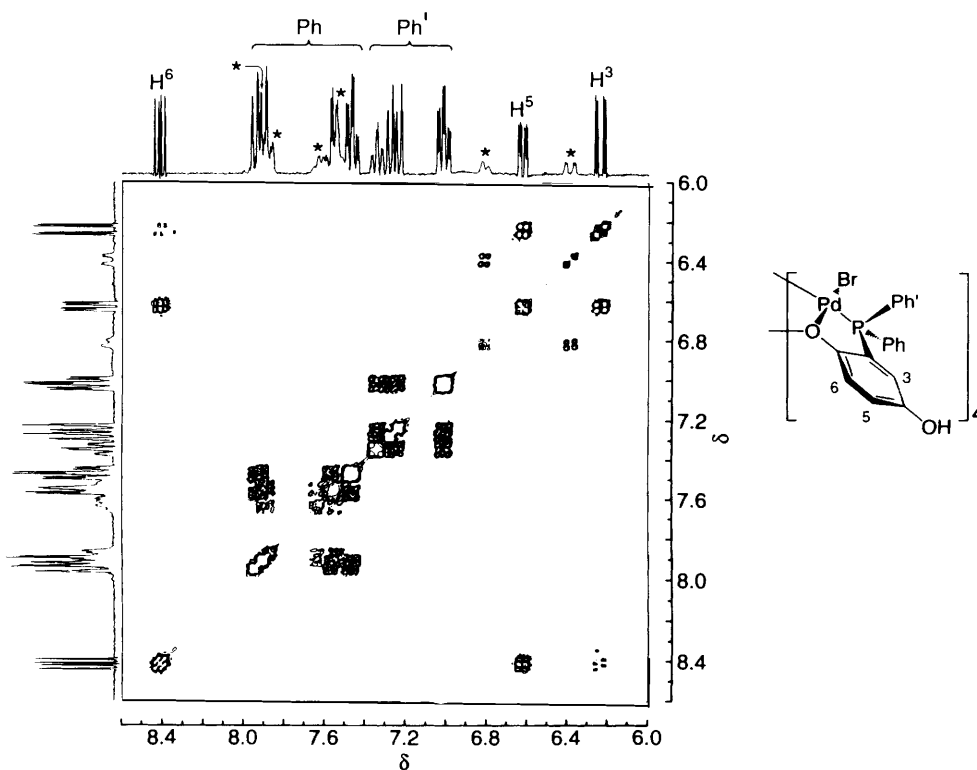 Ph Ph'
H⁶ * * * * H⁵ * * H³
6.0
6.4
6.8
7.2
7.6
8.0
8.4
δ
8.4 8.0 7.6 7.2 6.8 6.4 6.0
δ
Br
Pd
Ph'
P
O
Ph
3
6
5
OH
4